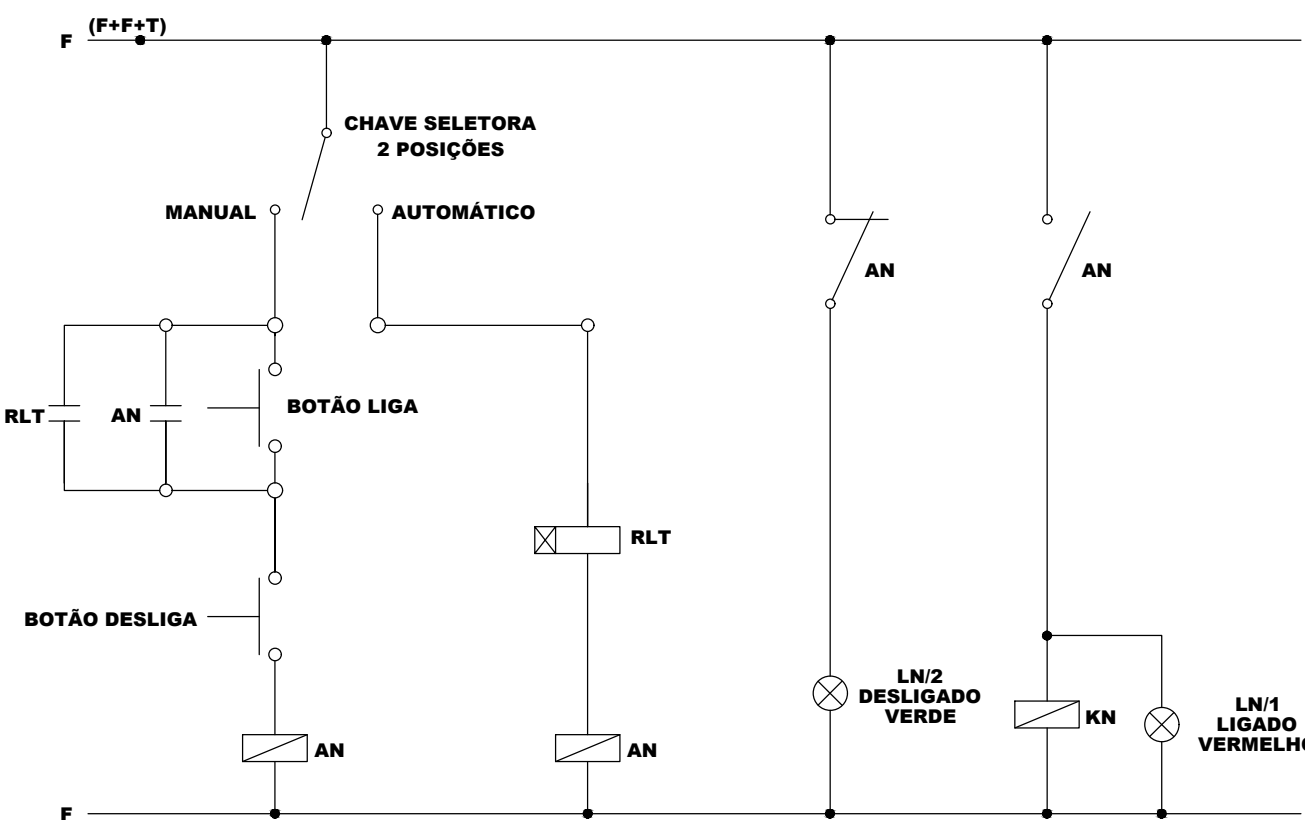 (F+F+T)
F
CHAVE SELETORA
2 POSIÇÕES
MANUAL
AUTOMÁTICO
AN
AN
RLT
AN
BOTÃO LIGA
RLT
BOTÃO DESLIGA
LN/2
DESLIGADO
VERDE
KN
LN/1
LIGADO
VERMELHO
AN
AN
F